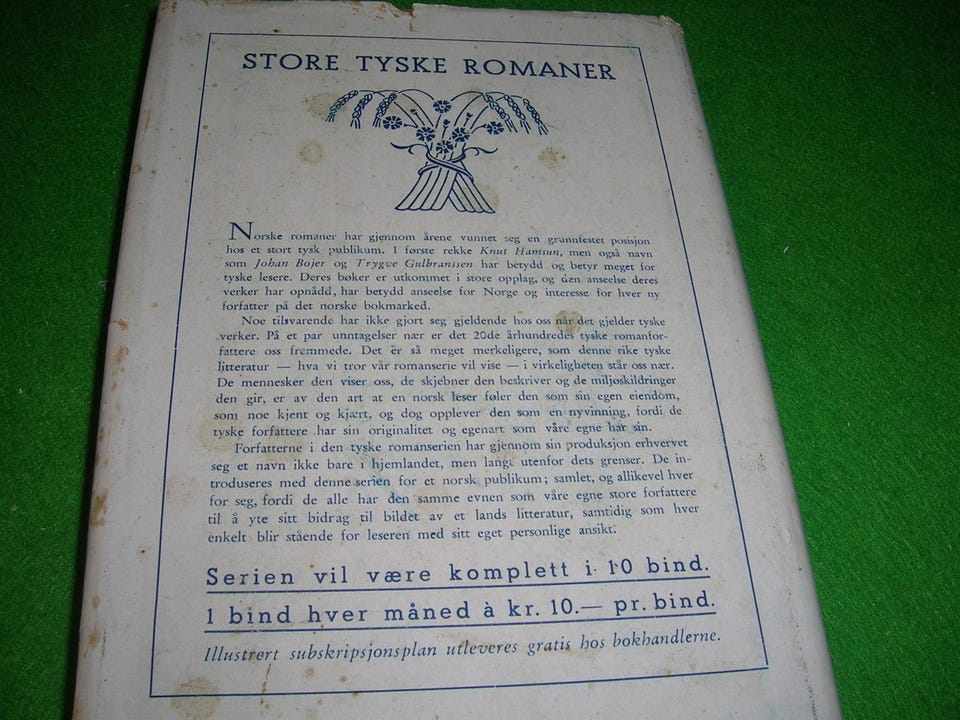 STORE TYSKE ROMANER
Norske romaner har gjennom årene vunnet seg en grunnfestet posisjon
hos et stort tysk publikum. I første rekke Knut Hamsun, men også navn
som Johan Bojer og Trygve Gulbranssen har betydd og betyr meget for
tyske lesere. Deres bøker er utkommet i store opplag, og den anseelse deres
verker har opnådd, har betydd anseelse for Norge og interesse for hver ny
forfatter på det norske bokmarked.
Noe tilsvarende har ikke gjort seg gjeldende hos oss når det gjelder tyske
verker. På et par unntagelser nær er det 20de århundredes tyske romanfor-
fattere oss fremmede. Det er så meget merkeligere, som denne rike tyske
litteratur — hva vi tror vår romanserie vil vise — i virkeligheten står oss nær.
De mennesker den viser oss, de skjebner den beskriver og de miljøskildringer
den gir, er av den art at en norsk leser føler den som sin egen eiendom,
som noe kjent og kjært, og dog opplever den som en nyvinning, fordi de
tyske forfattere har sin originalitet og egenart som våre egne har sin.
Forfatterne i den tyske romanserien har gjennom sin produksjon erhvervet
seg et navn ikke bare i hjemlandet, men langt utenfor dets grenser. De in-
troduseres med denne serien for et norsk publikum; samlet, og allikevel hver
for seg, fordi de alle har den samme evnen som våre egne store forfattere
til å yte sitt bidrag til bildet av et lands litteratur, samtidig som hver
enkelt blir stående for leseren med sitt eget personlige ansikt.
Serien vil være komplett i 10 bind.
1 bind hver måned à kr. 10.— pr. bind.
Illustrert subskripsjonsplan utleveres gratis hos bokhandlerne.